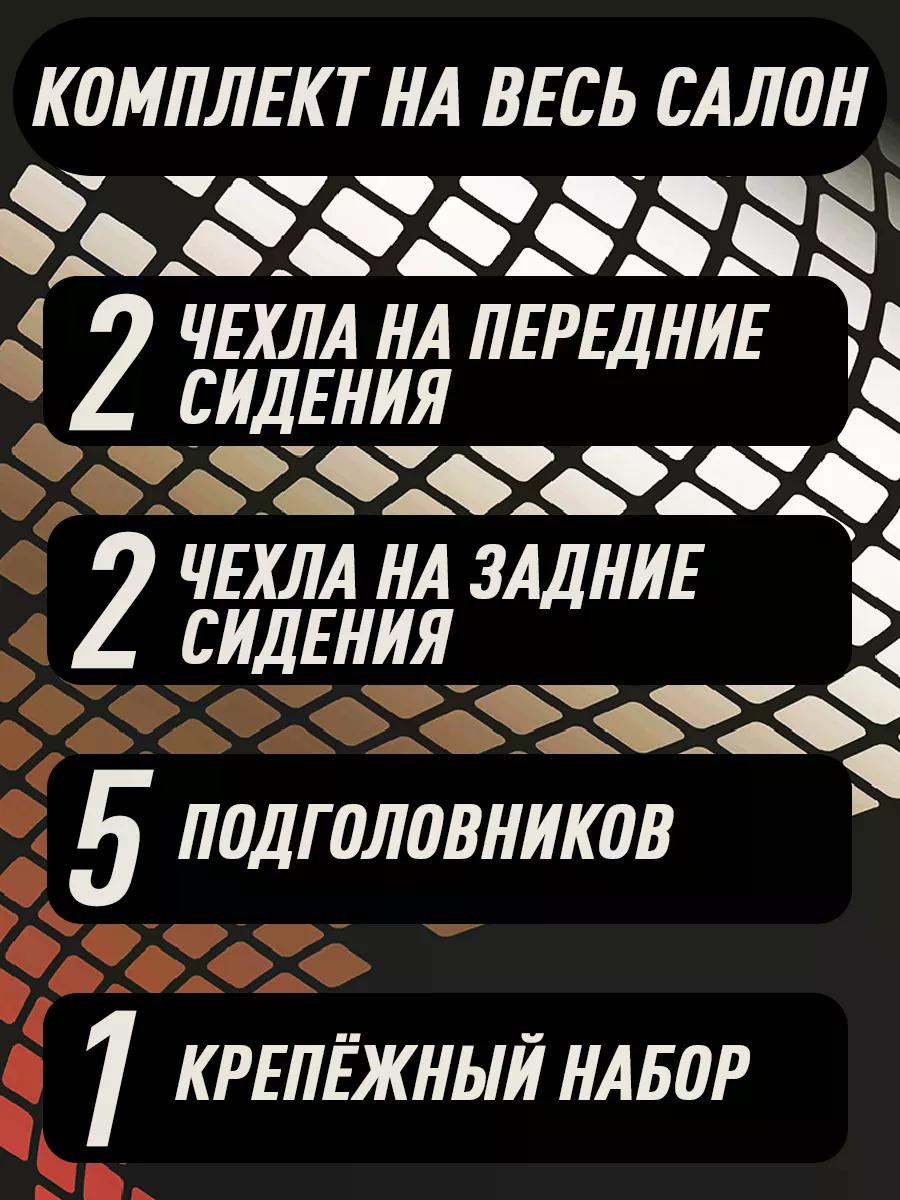 КОМПЛЕКТ НА ВЕСЬ САЛОН
2 ЧЕХЛА НА ПЕРЕДНИЕ
СИДЕНИЯ
2 ЧЕХЛА НА ЗАДНИЕ
СИДЕНИЯ
5 ПОДГОЛОВНИКОВ
1 КРЕПЁЖНЫЙ НАБОР